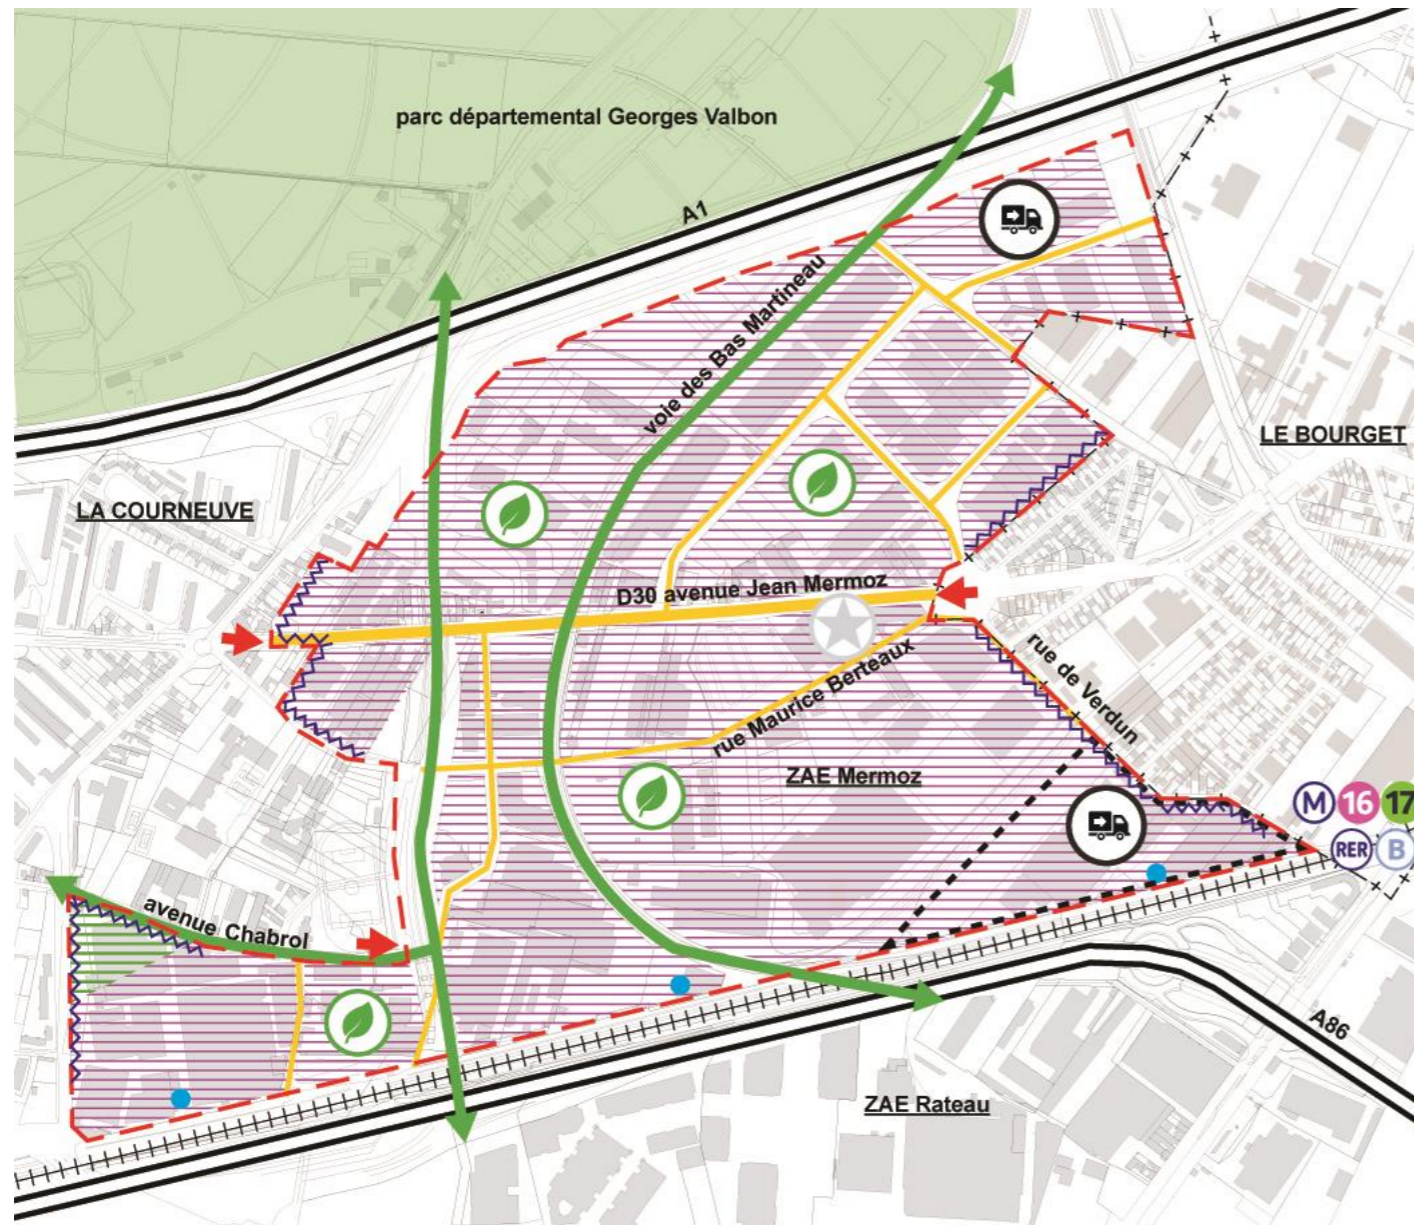 parc départemental Georges Valbon
A1
voie des Bas Martineau
LE BOURGET
LA COURNEUVE
D30 avenue Jean Mermoz
rue de Verdun
rue Maurice Berteaux
ZAE Mermoz
M 16 17
RER B
avenue Chabrol
A86
ZAE Rateau